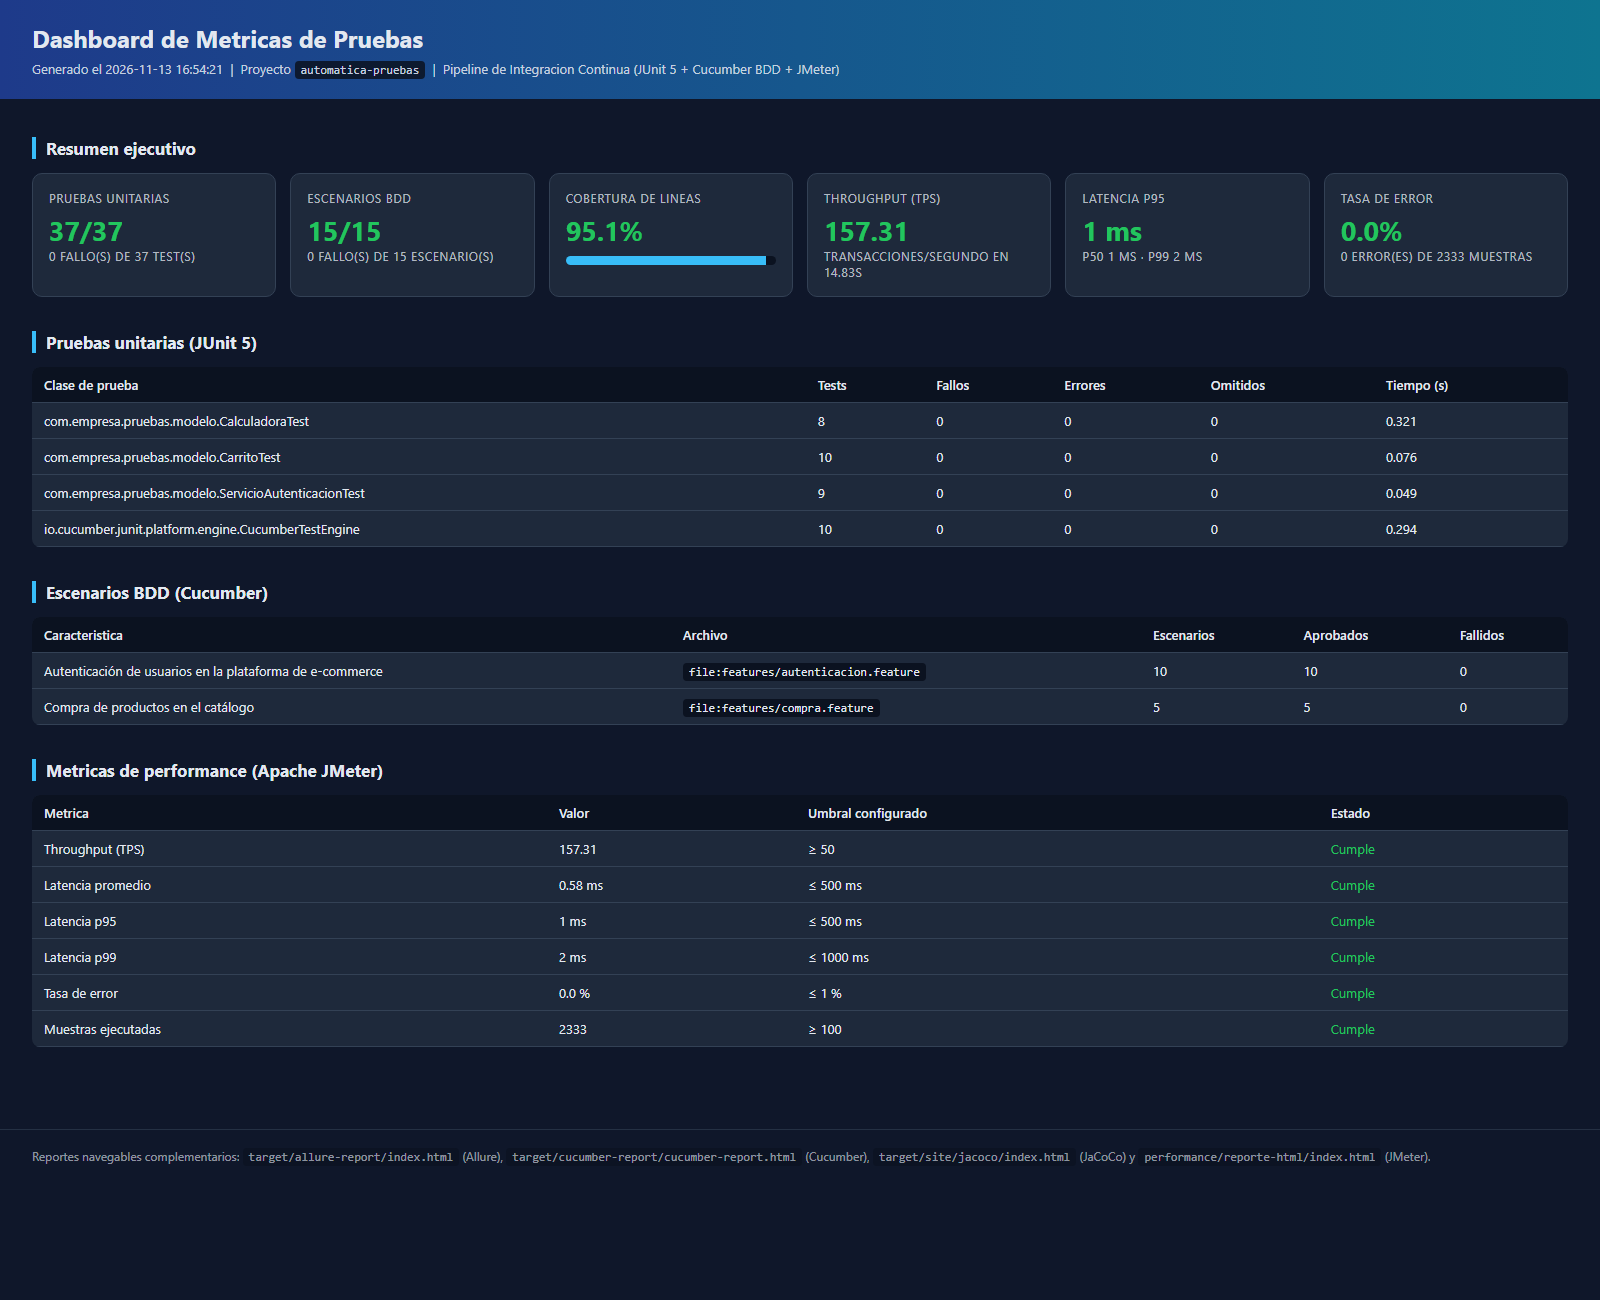 Dashboard de Metricas de Pruebas
Generado el 2026-11-13 16:54:21 | Proyecto automatica-pruebas | Pipeline de Integracion Continua (JUnit 5 + Cucumber BDD + JMeter)
Resumen ejecutivo
PRUEBAS UNITARIAS
37/37
0 FALLO(S) DE 37 TEST(S)
ESCENARIOS BDD
15/15
0 FALLO(S) DE 15 ESCENARIO(S)
COBERTURA DE LINEAS
95.1%
THROUGHPUT (TPS)
157.31
TRANSACCIONES/SEGUNDO EN
14.83S
LATENCIA P95
1 ms
P50 1 MS · P99 2 MS
TASA DE ERROR
0.0%
0 ERROR(ES) DE 2333 MUESTRAS
Pruebas unitarias (JUnit 5)
Clase de prueba Tests Fallos Errores Omitidos Tiempo (s)
com.empresa.pruebas.modelo.CalculadoraTest 8 0 0 0 0.321
com.empresa.pruebas.modelo.CarritoTest 10 0 0 0 0.076
com.empresa.pruebas.modelo.ServicioAutenticacionTest 9 0 0 0 0.049
io.cucumber.junit.platform.engine.CucumberTestEngine 10 0 0 0 0.294
Escenarios BDD (Cucumber)
Caracteristica Archivo Escenarios Aprobados Fallidos
Autenticación de usuarios en la plataforma de e-commerce file:features/autenticacion.feature 10 10 0
Compra de productos en el catálogo file:features/compra.feature 5 5 0
Metricas de performance (Apache JMeter)
Metrica Valor Umbral configurado Estado
Throughput (TPS) 157.31 ≥ 50 Cumple
Latencia promedio 0.58 ms ≤ 500 ms Cumple
Latencia p95 1 ms ≤ 500 ms Cumple
Latencia p99 2 ms ≤ 1000 ms Cumple
Tasa de error 0.0 % ≤ 1 % Cumple
Muestras ejecutadas 2333 ≥ 100 Cumple
Reportes navegables complementarios: target/allure-report/index.html (Allure), target/cucumber-report/cucumber-report.html (Cucumber), target/site/jacoco/index.html (JaCoCo) y performance/reporte-html/index.html (JMeter).